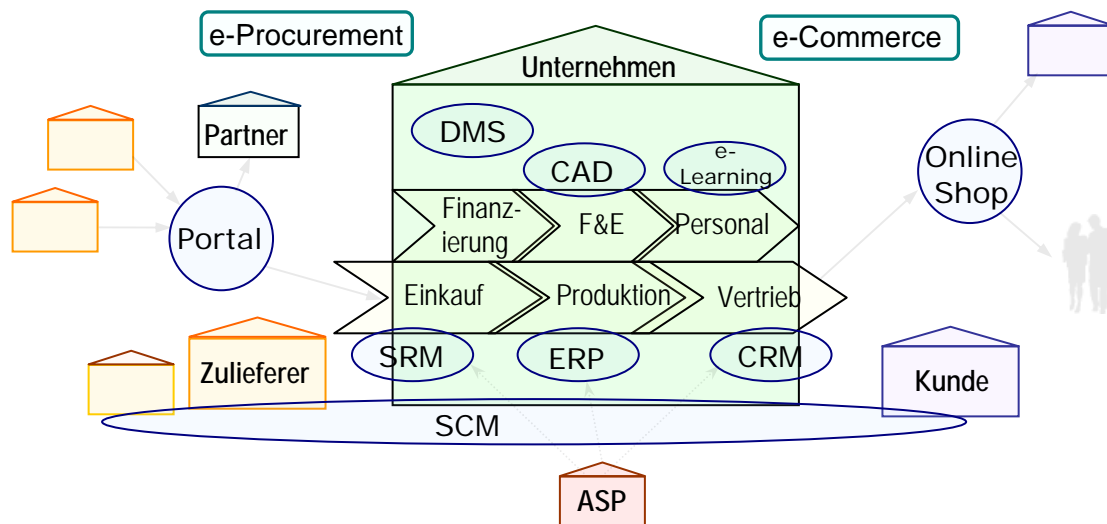 e-Procurement
e-Commerce
Unternehmen
Partner
DMS
CAD
e-
Learning
Online
Shop
Portal
Finanz-
ierung
F&E
Personal
Einkauf
Produktion
Vertrieb
SRM
ERP
CRM
Zulieferer
Kunde
SCM
ASP